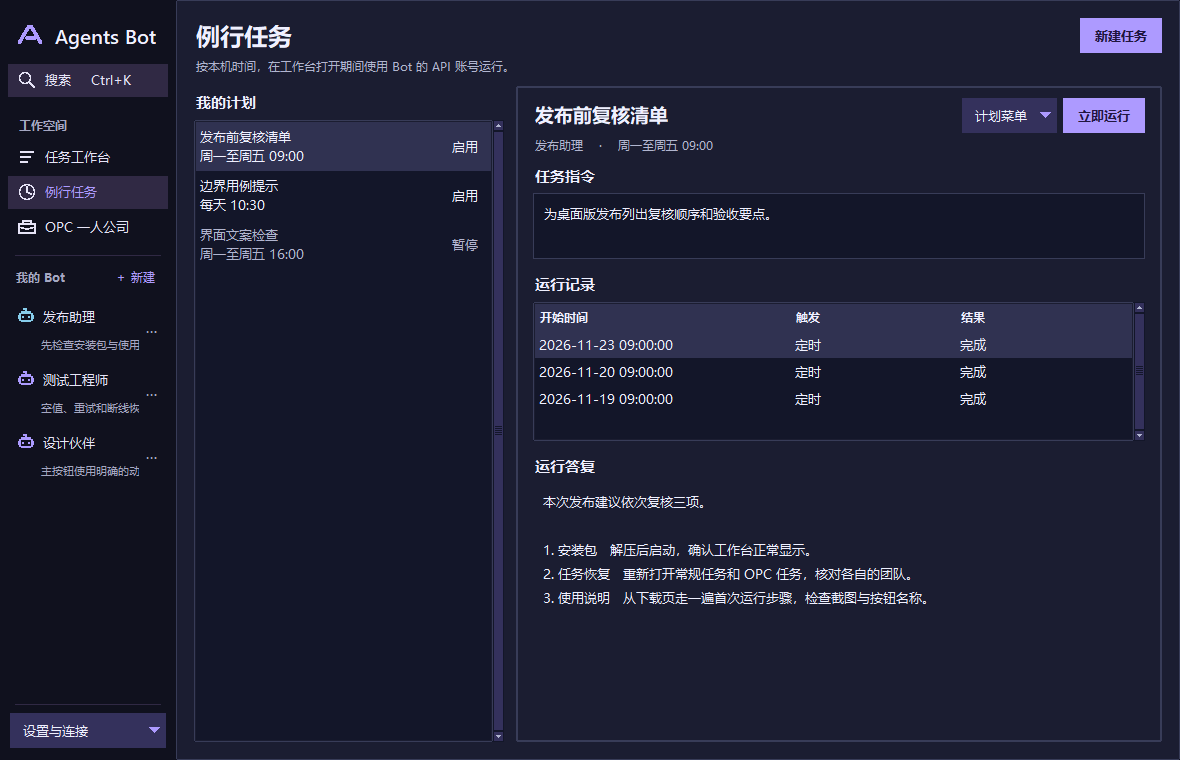 Agents Bot
搜索 Ctrl+K
工作空间
任务工作台
例行任务
OPC 一人公司
我的 Bot + 新建
发布助理
...
先检查安装包与使用
测试工程师
...
空值、重试和断线恢
设计伙伴
...
主按钮使用明确的动
设置与连接
例行任务
新建任务
按本机时间，在工作台打开期间使用 Bot 的 API 账号运行。
我的计划
发布前复核清单
周一至周五 09:00
启用
边界用例提示
每天 10:30
启用
界面文案检查
周一至周五 16:00
暂停
发布前复核清单
计划菜单
立即运行
发布助理 · 周一至周五 09:00
任务指令
为桌面版发布列出复核顺序和验收要点。
运行记录
开始时间 触发 结果
2026-11-23 09:00:00 定时 完成
2026-11-20 09:00:00 定时 完成
2026-11-19 09:00:00 定时 完成
运行答复
本次发布建议依次复核三项。
1. 安装包 解压后启动，确认工作台正常显示。
2. 任务恢复 重新打开常规任务和 OPC 任务，核对各自的团队。
3. 使用说明 从下载页走一遍首次运行步骤，检查截图与按钮名称。